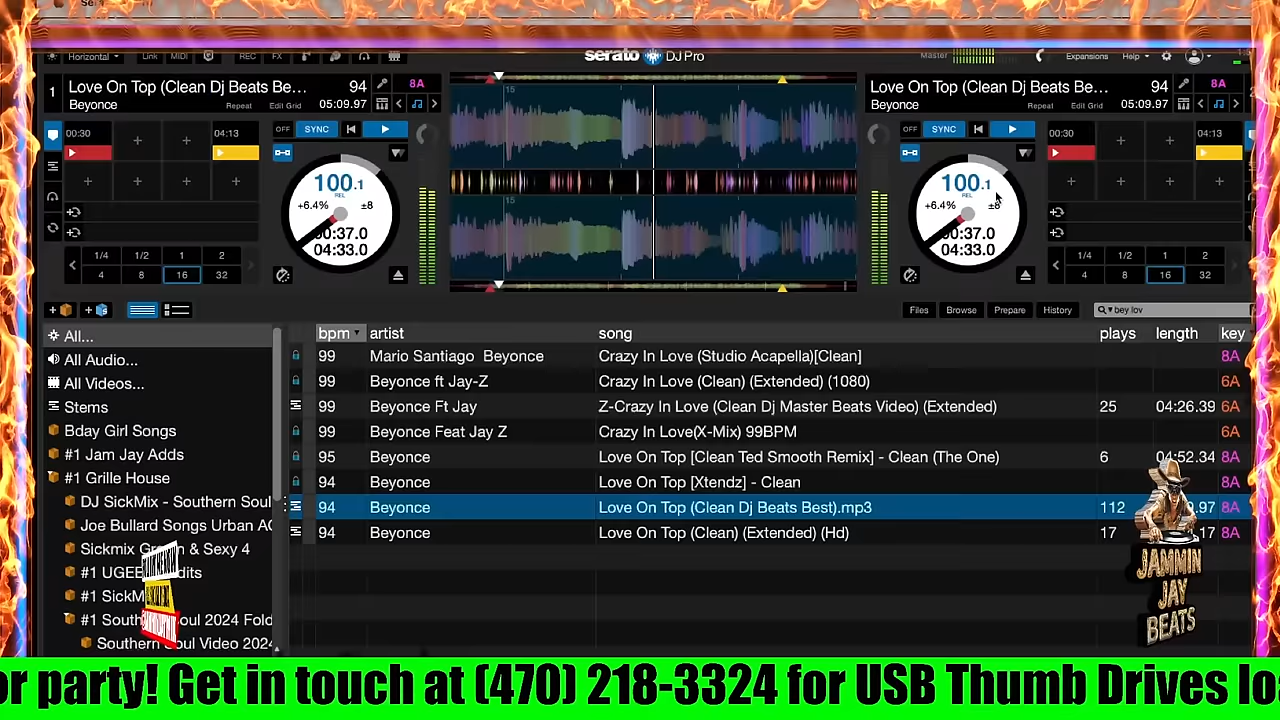 Horizontal Link MIDI REC FX serato DJ Pro Master Expansions Help
1 Love On Top (Clean Dj Beats Be... 94 8A
Beyonce Repeat Edit Grid 05:09.97
00:30 04:13 OFF SYNC
100.1
REL
+6.4% ±8
00:37.0
04:33.0
1/4 1/2 1 2
4 8 16 32
15
15
Love On Top (Clean Dj Beats Be... 94 8A
Beyonce Repeat Edit Grid 05:09.97
OFF SYNC 00:30 04:13
100.1
REL
+6.4% ±8
00:37.0
04:33.0
1/4 1/2 1 2
4 8 16 32
Files Browse Prepare History bey lov
All...
All Audio...
All Videos...
Stems
Bday Girl Songs
#1 Jam Jay Adds
#1 Grille House
DJ SickMix - Southern Soul
Joe Bullard Songs Urban AC
Sickmix & Sexy 4
#1
#1
#1 2024 Fold
Southern Soul Video 2024
bpm artist song plays length key
99 Mario Santiago Beyonce Crazy In Love (Studio Acapella)[Clean] 8A
99 Beyonce ft Jay-Z Crazy In Love (Clean) (Extended) (1080) 6A
99 Beyonce Ft Jay Z-Crazy In Love (Clean Dj Master Beats Video) (Extended) 25 04:26.39 6A
99 Beyonce Feat Jay Z Crazy In Love(X-Mix) 99BPM 6A
95 Beyonce Love On Top [Clean Ted Smooth Remix] - Clean (The One) 6 04:52.34 8A
94 Beyonce Love On Top [Xtendz] - Clean 8A
94 Beyonce Love On Top (Clean Dj Beats Best).mp3 112 8A
94 Beyonce Love On Top (Clean) (Extended) (Hd) 17 8A
JAMMIN
JAY
BEATS
or party! Get in touch at (470) 218-3324 for USB Thumb Drives